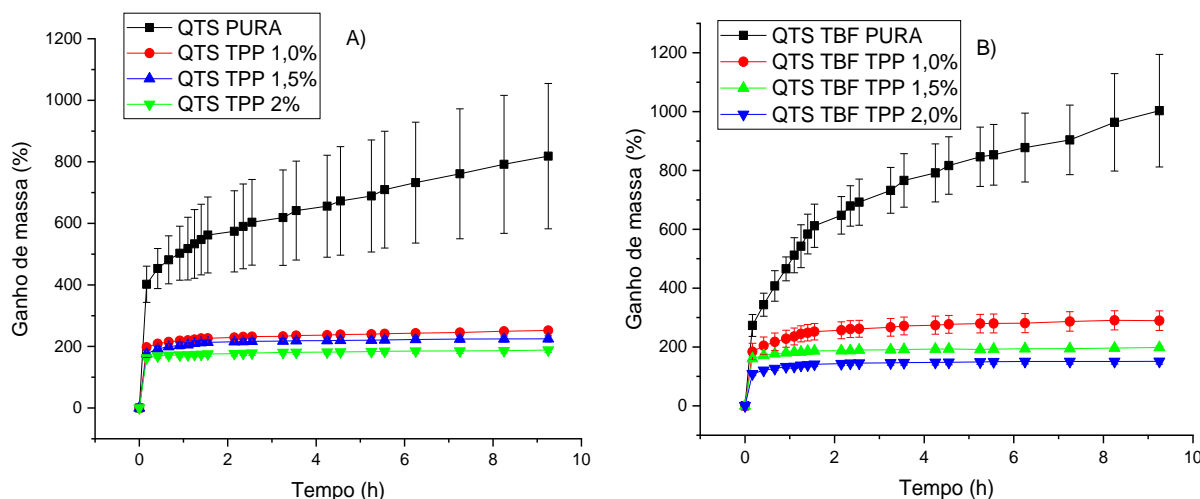 QTS PURA
QTS TPP 1,0%
QTS TPP 1,5%
QTS TPP 2%
A)
1200
1000
800
600
400
200
0
Ganho de massa (%)
0 2 4 6 8 10
Tempo (h)
QTS TBF PURA
QTS TBF TPP 1,0%
QTS TBF TPP 1,5%
QTS TBF TPP 2,0%
B)
1200
1000
800
600
400
200
0
Ganho de massa (%)
0 2 4 6 8 10
Tempo (h)